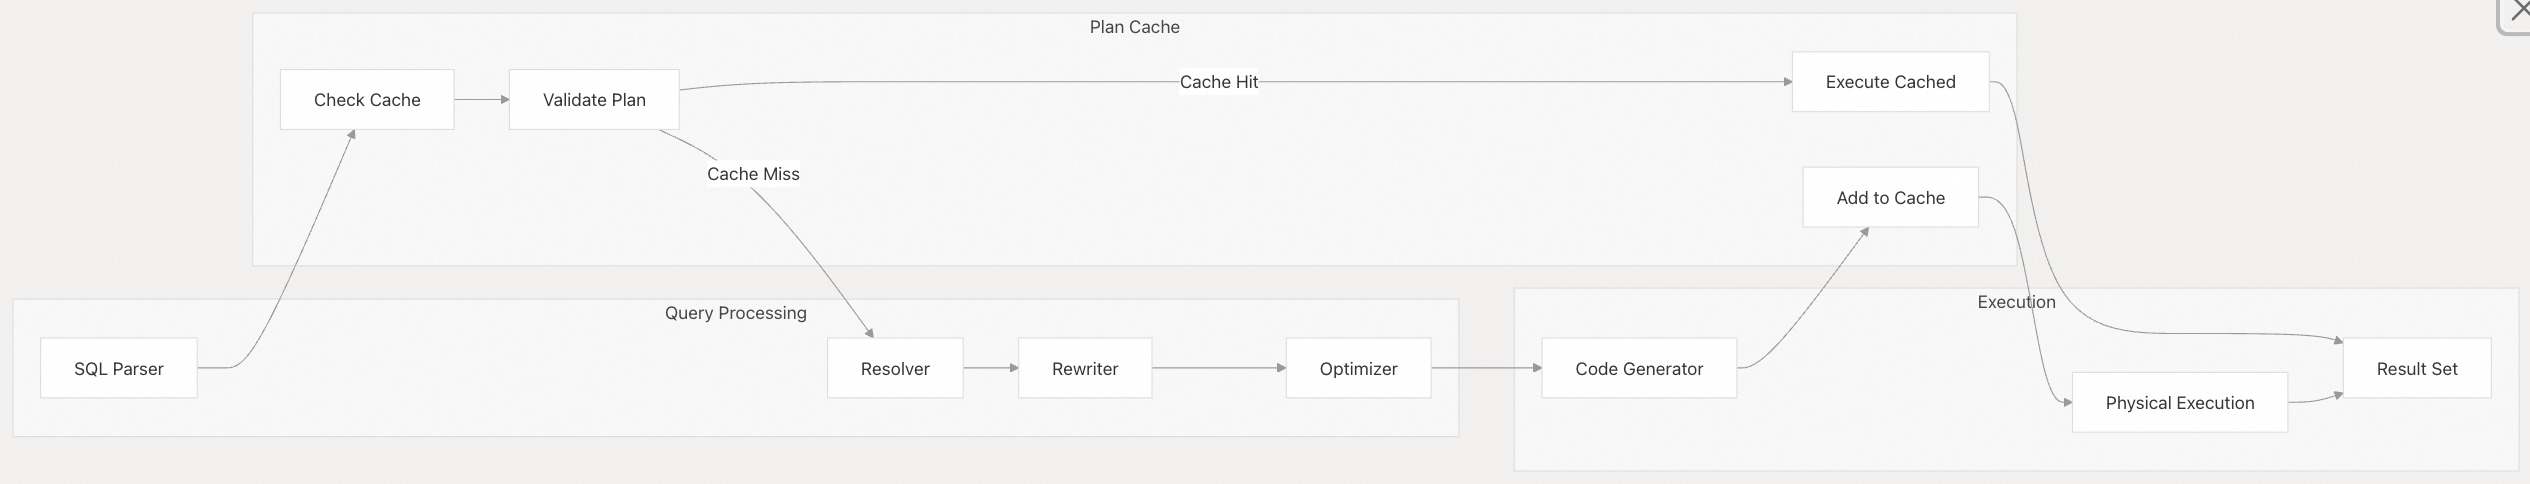 Plan Cache
Check Cache
Validate Plan
Cache Hit
Execute Cached
Cache Miss
Add to Cache
Query Processing
SQL Parser
Resolver
Rewriter
Optimizer
Execution
Code Generator
Physical Execution
Result Set